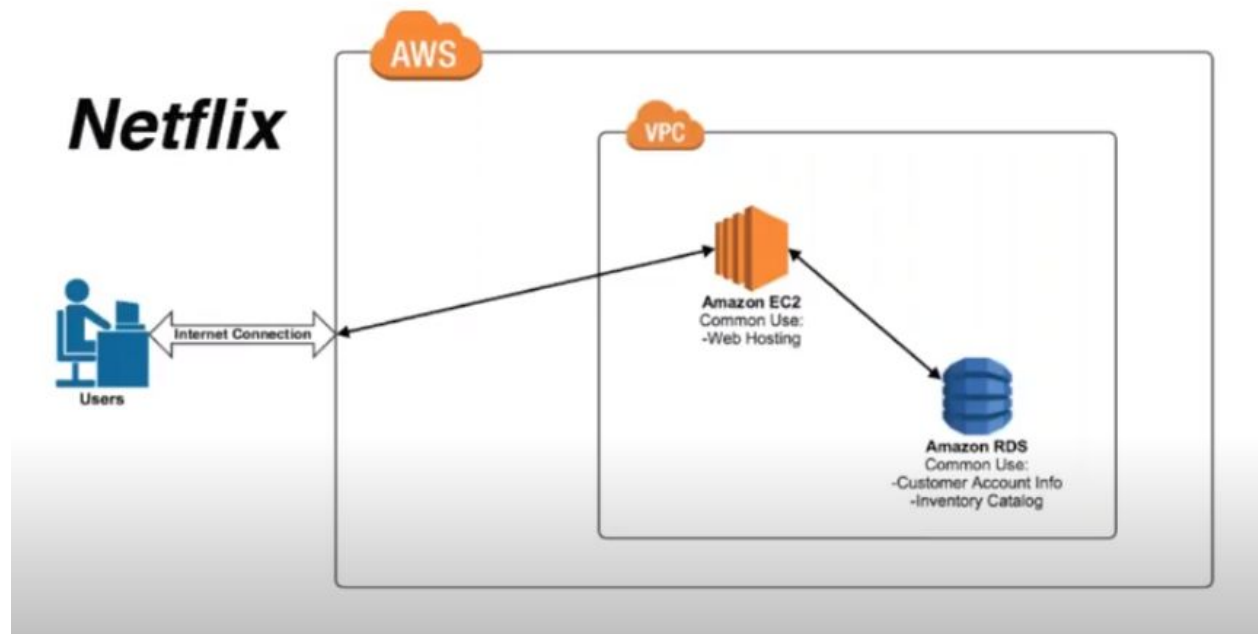 AWS
Netflix
VPC
Amazon EC2
Common Use:
-Web Hosting
Internet Connection
Users
Amazon RDS
Common Use:
-Customer Account Info
-Inventory Catalog